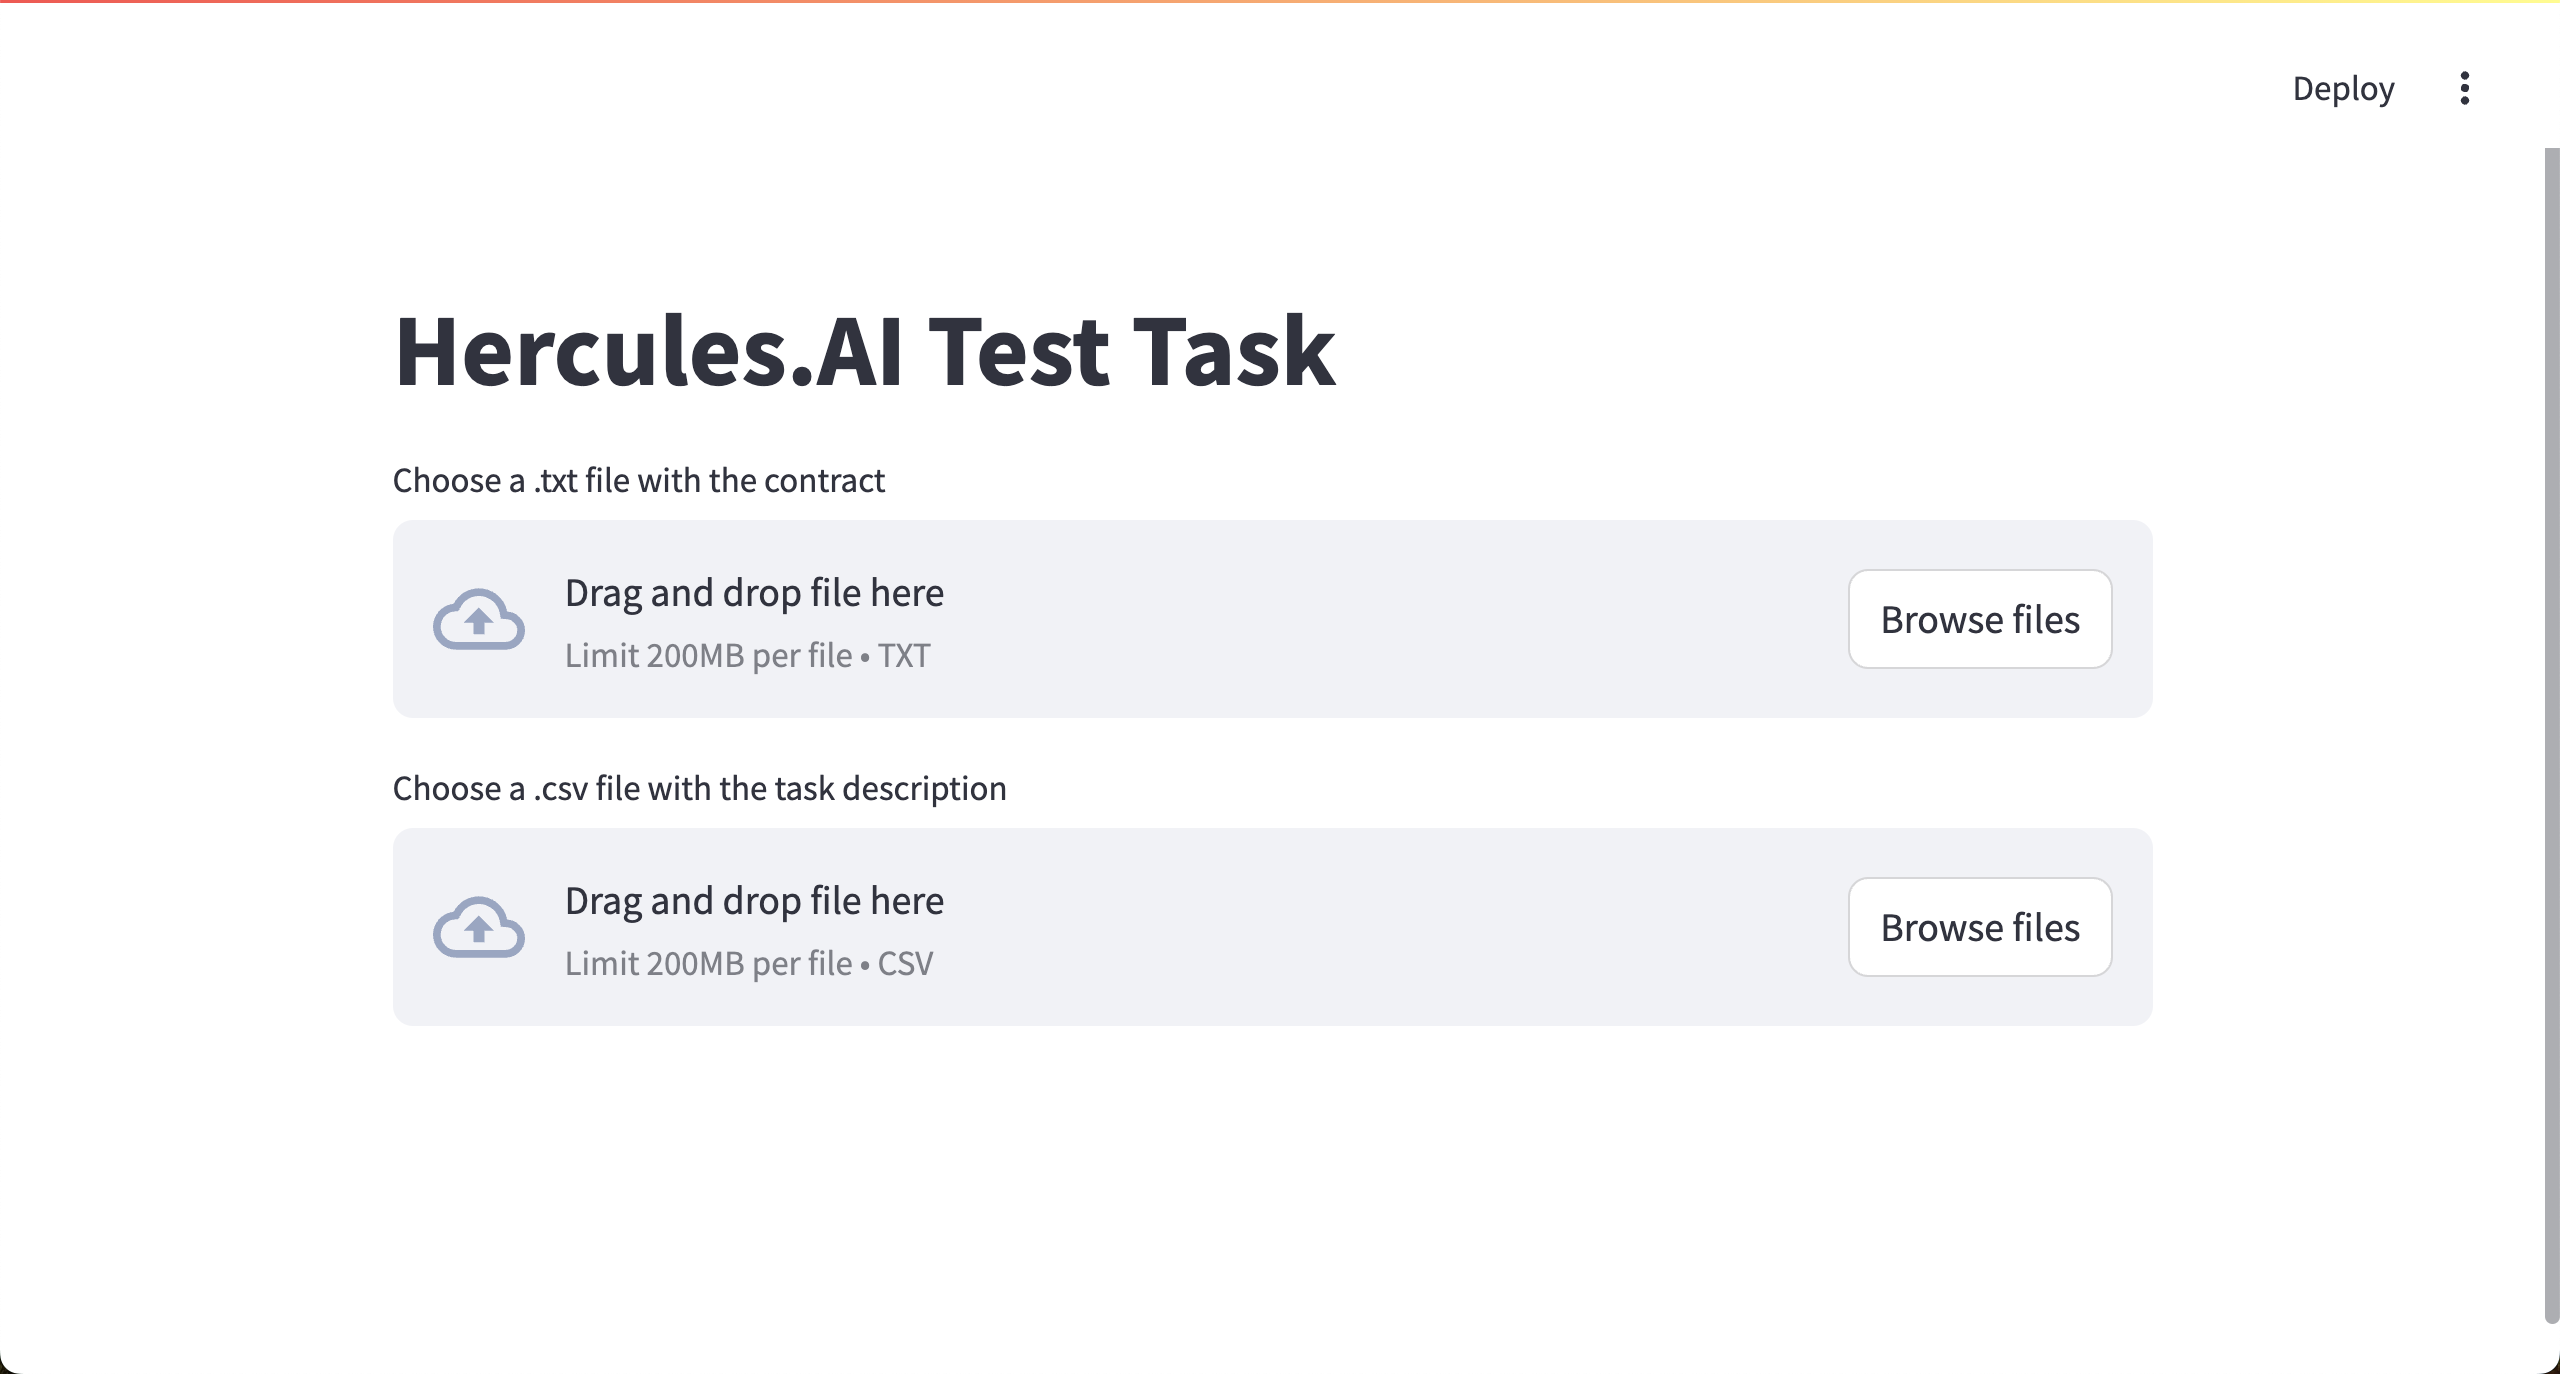 Deploy
Hercules.AI Test Task
Choose a .txt file with the contract
Drag and drop file here
Limit 200MB per file • TXT
Browse files
Choose a .csv file with the task description
Drag and drop file here
Limit 200MB per file • CSV
Browse files